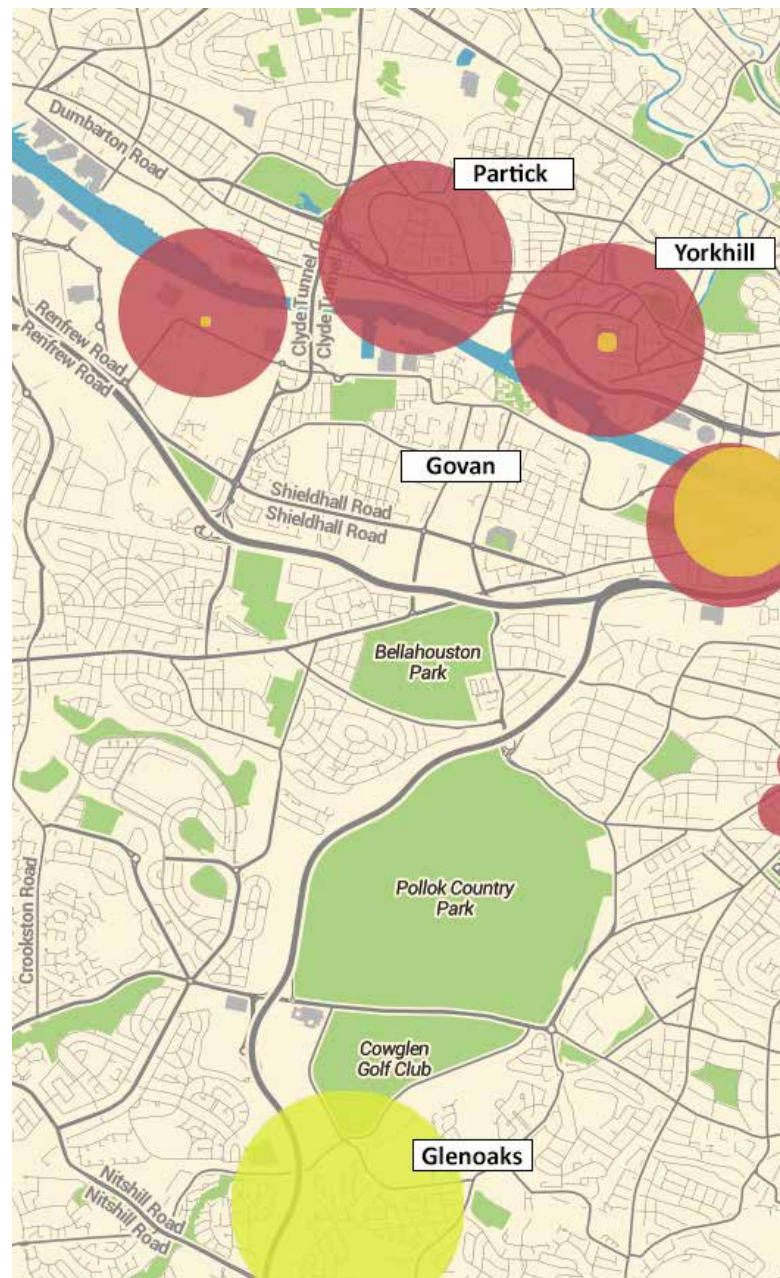 Dumbarton Road
Partick
Yorkhill
Clyde Tunnel
Clyde Tunnel
Renfrew Road
Renfrew Road
Govan
Shieldhall Road
Shieldhall Road
Bellahouston
Park
Pollok Country
Park
Crookston Road
Cowglen
Golf Club
Glenoaks
Nitshill Road
Nitshill Road